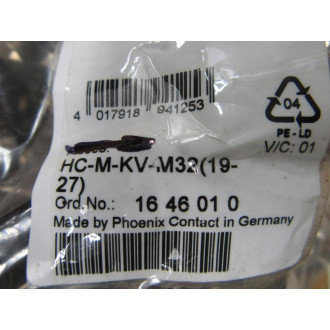 4 017918 941253
04
PE-LD
V/C: 01
HC-M-KV-M32(19-
27)
Ord.No.: 16 46 01 0
Made by Phoenix Contact in Germany